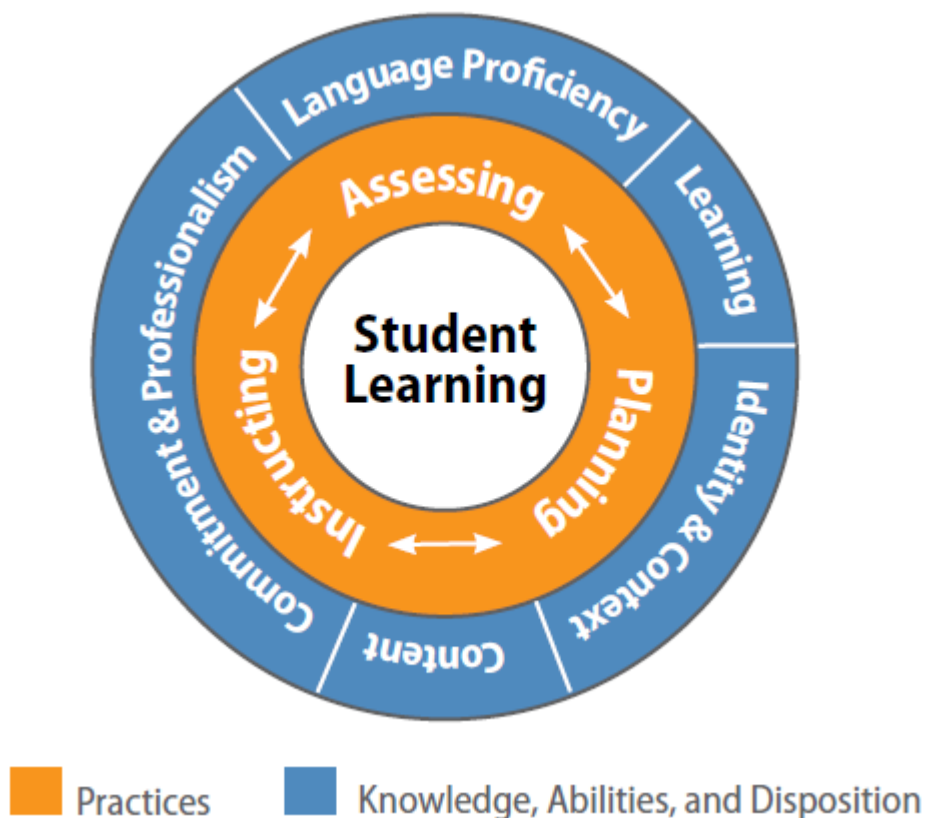 Language Proficiency
Learning
Identity & Context
Content
Commitment & Professionalism
Assessing
Planning
Instructing
Student
Learning
Practices
Knowledge, Abilities, and Disposition